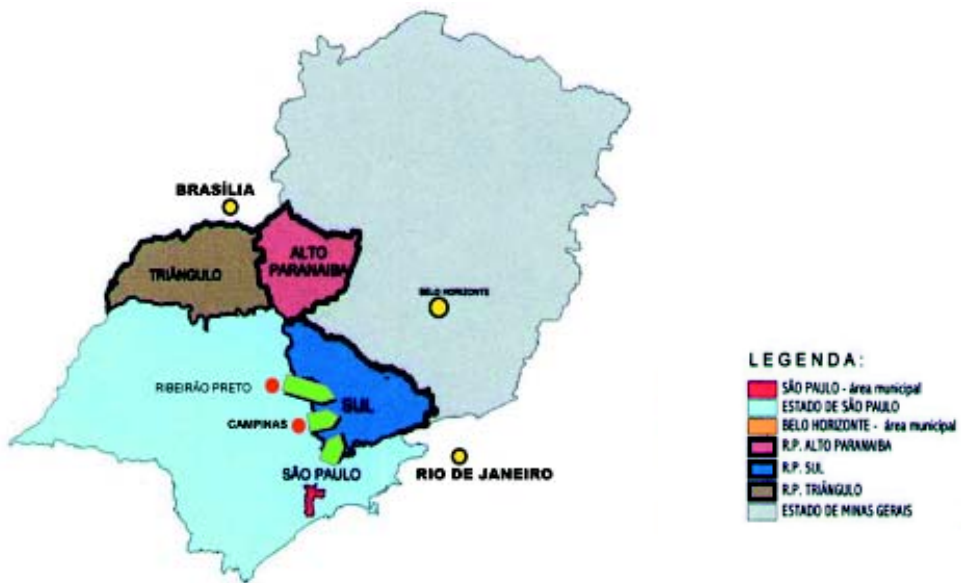 BRASÍLIA
ALTO
PARANAIBA
TRIÂNGULO
BELO HORIZONTE
RIBEIRÃO PRETO
SUL
CAMPINAS
SÃO PAULO
RIO DE JANEIRO
LEGENDA:
SÃO PAULO - área municipal
ESTADO DE SÃO PAULO
BELO HORIZONTE - área municipal
R.P. ALTO PARANAIBA
R.P. SUL
R.P. TRIÂNGULO
ESTADO DE MINAS GERAIS